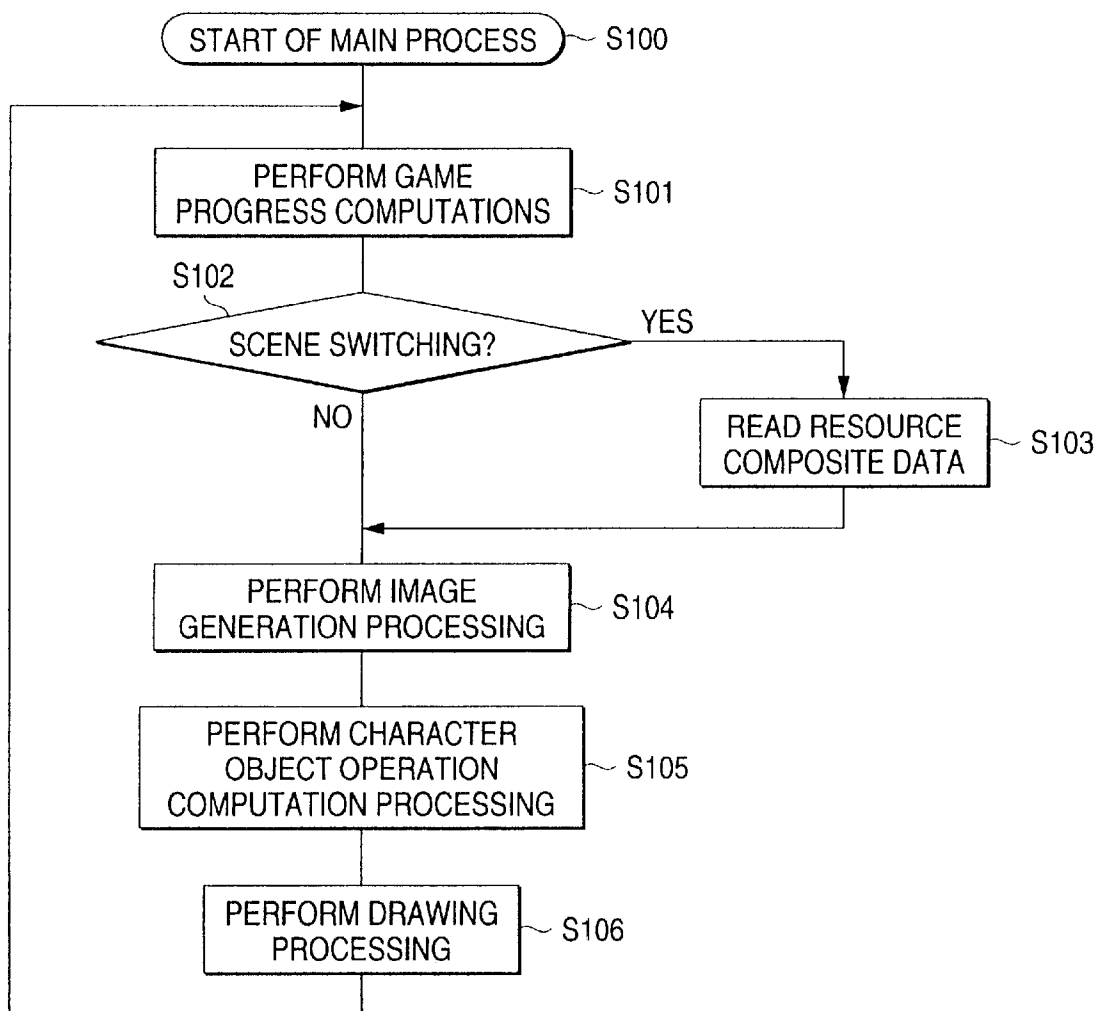 START OF MAIN PROCESS
S100
PERFORM GAME
PROGRESS COMPUTATIONS
S101
S102
SCENE SWITCHING?
YES
NO
READ RESOURCE
COMPOSITE DATA
S103
PERFORM IMAGE
GENERATION PROCESSING
S104
PERFORM CHARACTER
OBJECT OPERATION
COMPUTATION PROCESSING
S105
PERFORM DRAWING
PROCESSING
S106